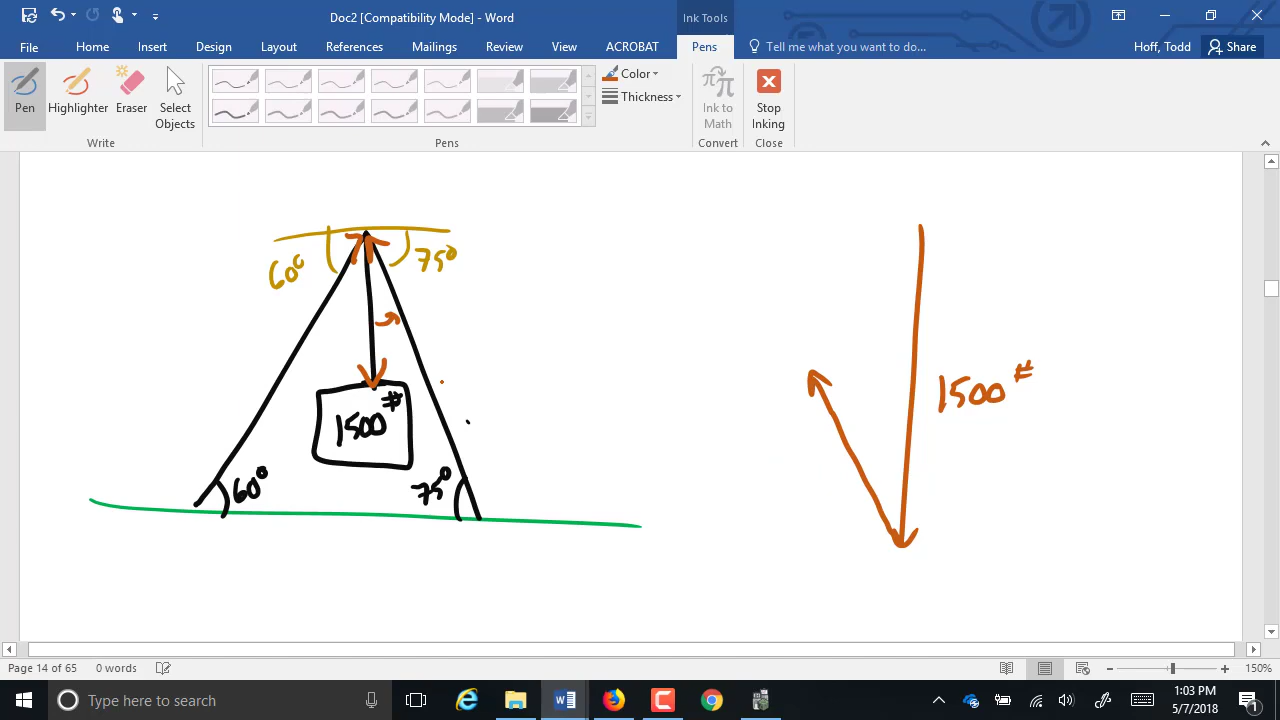 Doc2 [Compatibility Mode] - Word
Ink Tools
File Home Insert Design Layout References Mailings Review View ACROBAT Pens Tell me what you want to do... Hoff, Todd Share
Pen Highlighter Eraser Select Objects
Color
Thickness
Ink to Math
Stop Inking
Write Pens Convert Close
60° 75°
1500#
60° 75°
1500#
Page 14 of 65 0 words 150%
Type here to search
1:03 PM
5/7/2018
1